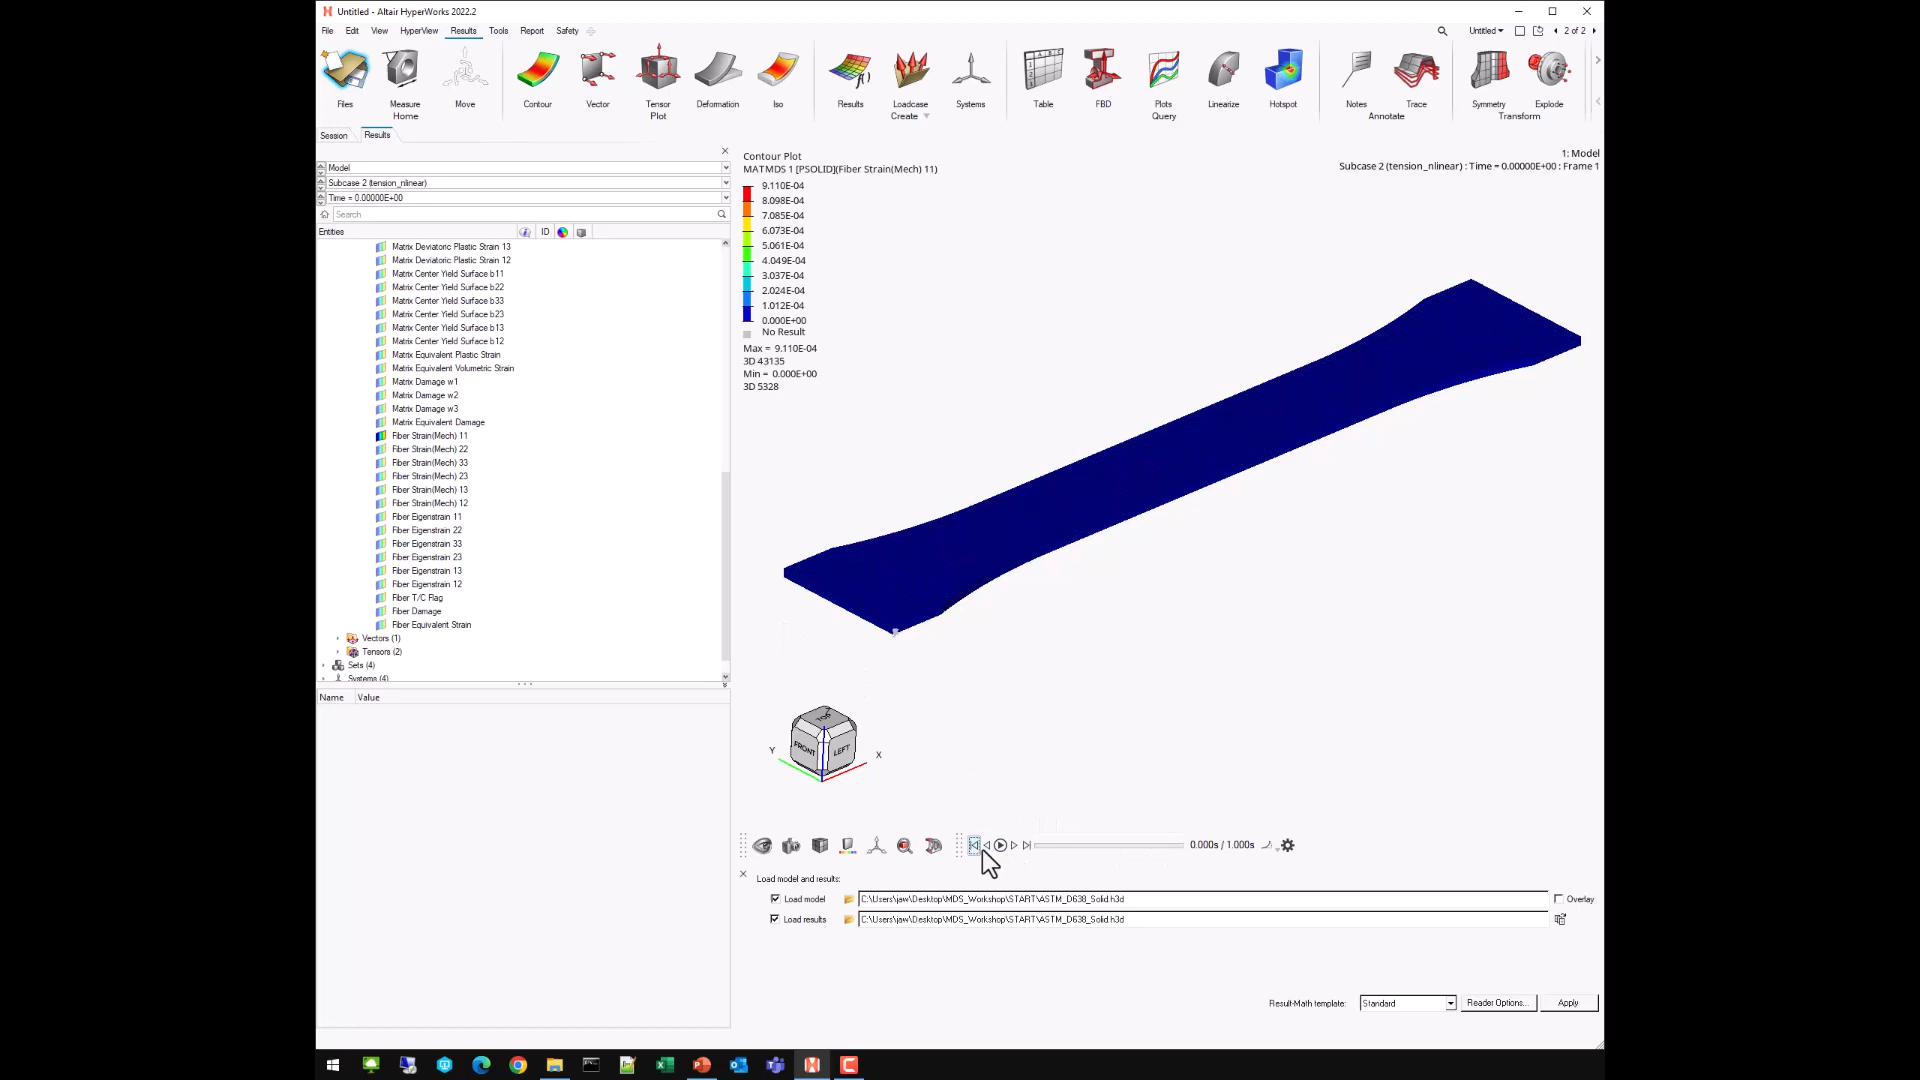 Untitled - Altair HyperWorks 2022.2
File Edit View HyperView Results Tools Report Safety
Untitled 2 of 2
Files Measure Move Contour Vector Tensor Deformation Iso Results Loadcase Systems Table FBD Plots Linearize Hotspot Notes Trace Symmetry Explode
Home Plot Create Query Annotate Transform
Session Results
Model
Subcase 2 (tension_nlinear)
Time = 0.00000E+00
Search
Entities ID
Matrix Deviatoric Plastic Strain 13
Matrix Deviatoric Plastic Strain 12
Matrix Center Yield Surface b11
Matrix Center Yield Surface b22
Matrix Center Yield Surface b33
Matrix Center Yield Surface b23
Matrix Center Yield Surface b13
Matrix Center Yield Surface b12
Matrix Equivalent Plastic Strain
Matrix Equivalent Volumetric Strain
Matrix Damage w1
Matrix Damage w2
Matrix Damage w3
Matrix Equivalent Damage
Fiber Strain(Mech) 11
Fiber Strain(Mech) 22
Fiber Strain(Mech) 33
Fiber Strain(Mech) 23
Fiber Strain(Mech) 13
Fiber Strain(Mech) 12
Fiber Eigenstrain 11
Fiber Eigenstrain 22
Fiber Eigenstrain 33
Fiber Eigenstrain 23
Fiber Eigenstrain 13
Fiber Eigenstrain 12
Fiber T/C Flag
Fiber Damage
Fiber Equivalent Strain
Vectors (1)
Tensors (2)
Sets (4)
Systems (4)
Name Value
Contour Plot
MATMDS 1 [PSOLID](Fiber Strain(Mech) 11)
9.110E-04
8.098E-04
7.085E-04
6.073E-04
5.061E-04
4.049E-04
3.037E-04
2.024E-04
1.012E-04
0.000E+00
No Result
Max = 9.110E-04
3D 43135
Min = 0.000E+00
3D 5328
1: Model
Subcase 2 (tension_nlinear) : Time = 0.00000E+00 : Frame 1
TOP
FRONT LEFT
Y X
0.000s / 1.000s
Load model and results:
Load model C:\Users\jaw\Desktop\MDS_Workshop\START\ASTM_D638_Solid.h3d Overlay
Load results C:\Users\jaw\Desktop\MDS_Workshop\START\ASTM_D638_Solid.h3d
Result-Math template: Standard Reader Options... Apply